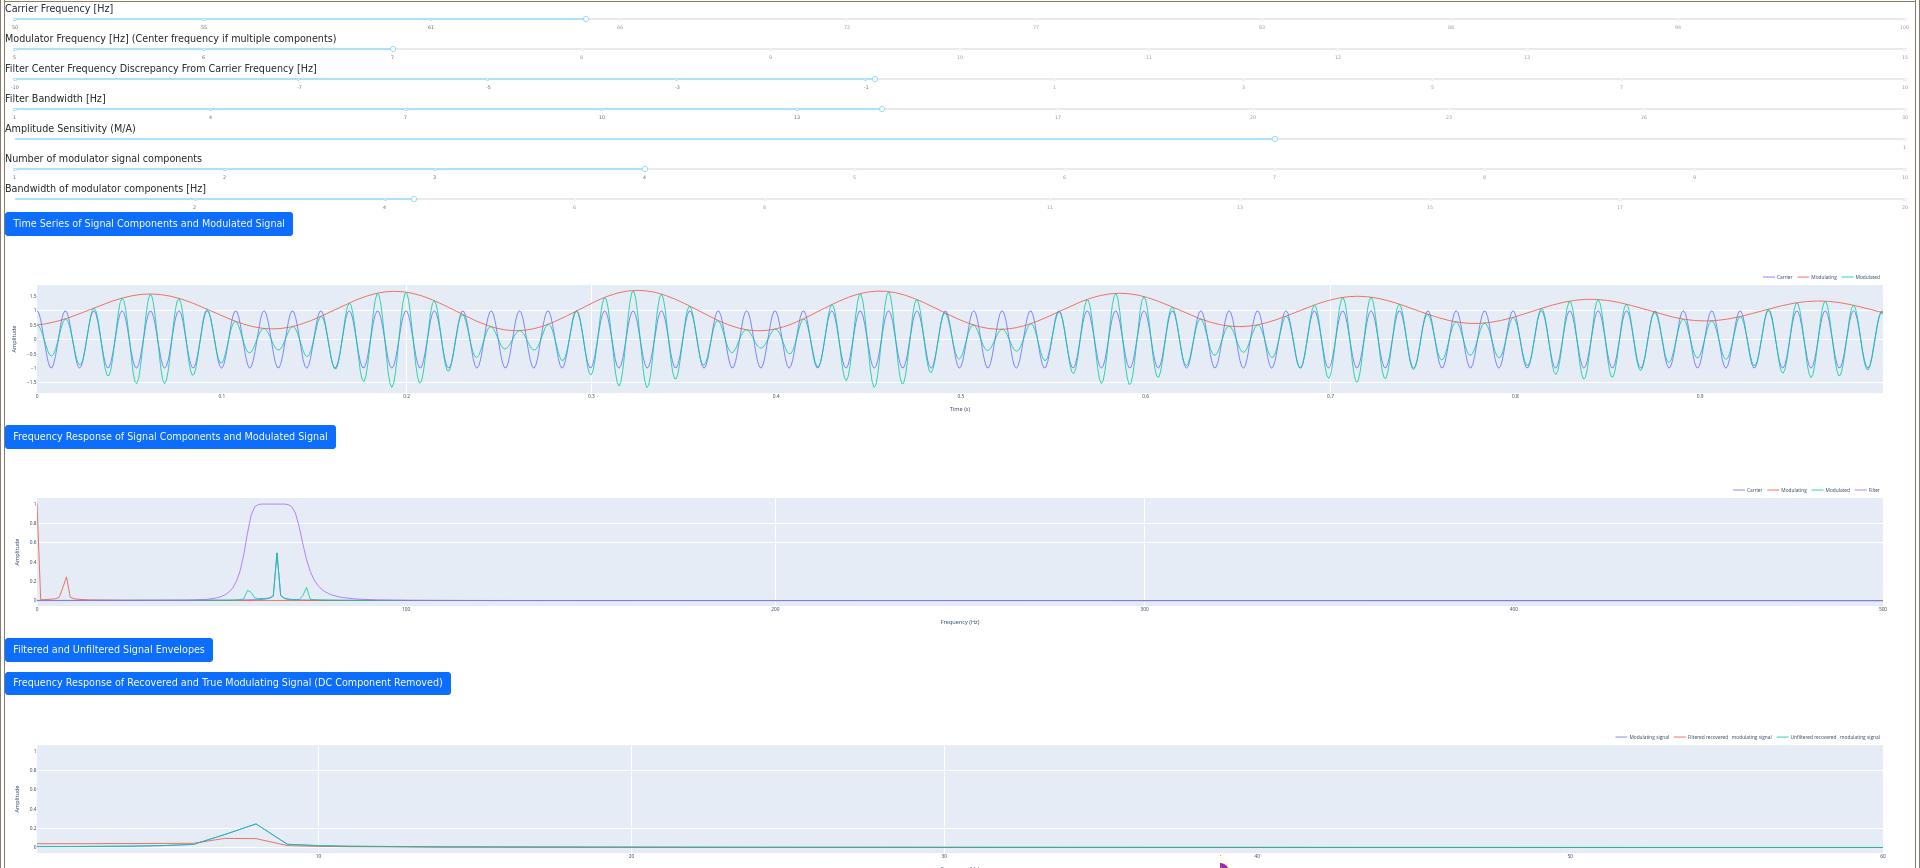 Carrier Frequency [Hz]
50 55 61 66 72 77 83 88 94 100
Modulator Frequency [Hz] (Center frequency if multiple components)
5 6 7 8 9 10 11 12 13 15
Filter Center Frequency Discrepancy From Carrier Frequency [Hz]
-10 -7 -5 -3 -1 1 3 5 7 10
Filter Bandwidth [Hz]
1 4 7 10 13 17 20 23 26 30
Amplitude Sensitivity (M/A)
1
Number of modulator signal components
1 2 3 4 5 6 7 8 9 10
Bandwidth of modulator components [Hz]
2 4 6 8 11 13 15 17 20
Time Series of Signal Components and Modulated Signal
Carrier Modulating Modulated
1.5
1
0.5
0
−0.5
−1
−1.5
Amplitude
0 0.1 0.2 0.3 0.4 0.5 0.6 0.7 0.8 0.9
Time (s)
Frequency Response of Signal Components and Modulated Signal
Carrier Modulating Modulated Filter
1
0.8
0.6
0.4
0.2
0
Amplitude
0 100 200 300 400 500
Frequency (Hz)
Filtered and Unfiltered Signal Envelopes
Frequency Response of Recovered and True Modulating Signal (DC Component Removed)
Modulating signal Filtered recovered modulating signal Unfiltered recovered modulating signal
1
0.8
0.6
0.4
0.2
0
Amplitude
10 20 30 40 50 60